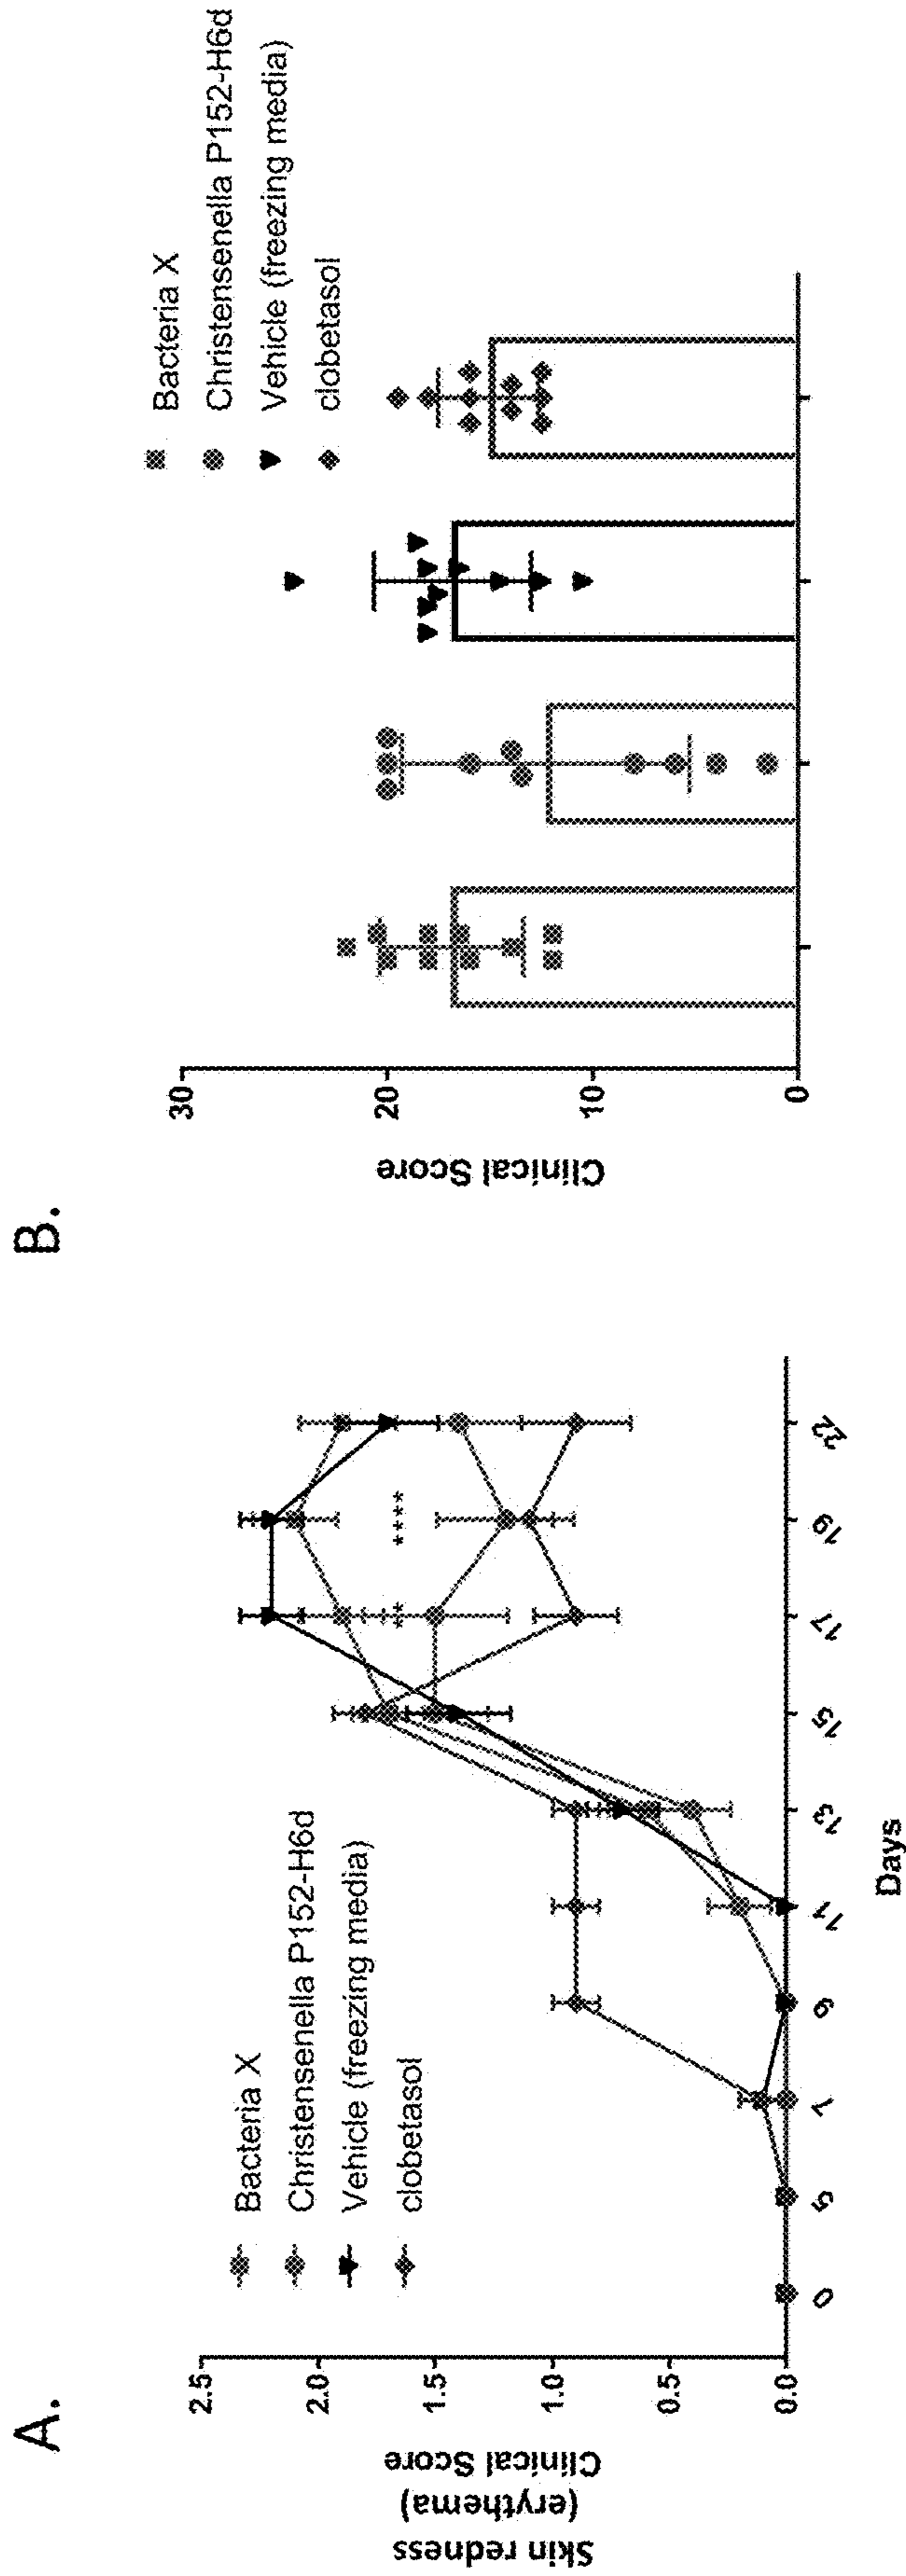 A.
Skin redness
(erythema)
Clinical Score
2.5
2.0
1.5
1.0
0.5
0.0
Bacteria X
Christensenella P152-H6d
Vehicle (freezing media)
clobetasol
**
****
0
5
7
9
11
13
15
17
19
22
Days
B.
Clinical Score
30
20
10
0
Bacteria X
Christensenella P152-H6d
Vehicle (freezing media)
clobetasol